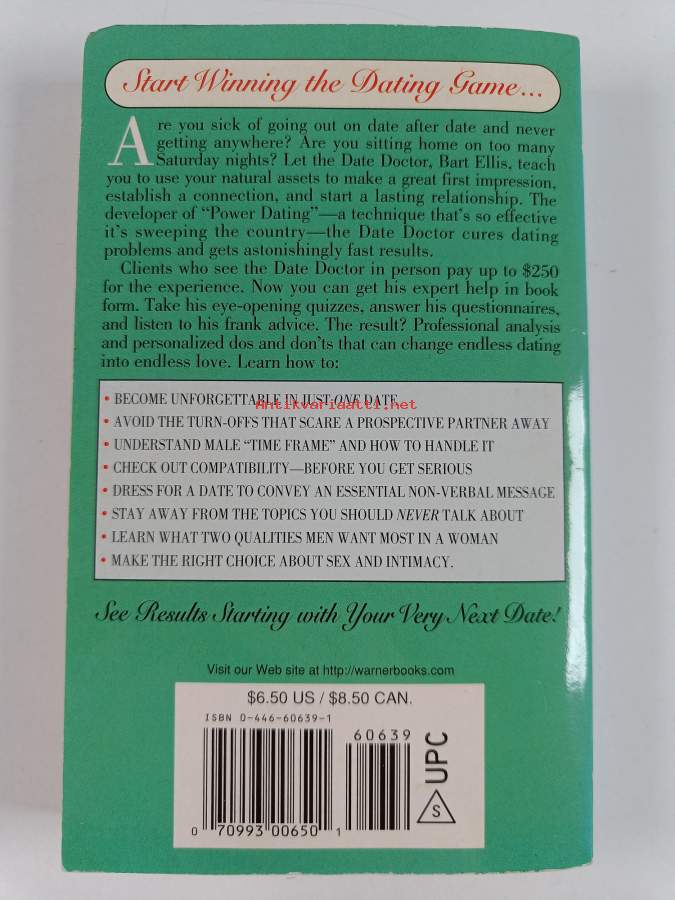 Start Winning the Dating Game...
Are you sick of going out on date after date and never
getting anywhere? Are you sitting home on too many
Saturday nights? Let the Date Doctor, Bart Ellis, teach
you to use your natural assets to make a great first impression,
establish a connection, and start a lasting relationship. The
developer of “Power Dating”—a technique that’s so effective
it’s sweeping the country—the Date Doctor cures dating
problems and gets astonishingly fast results.
Clients who see the Date Doctor in person pay up to $250
for the experience. Now you can get his expert help in book
form. Take his eye-opening quizzes, answer his questionnaires,
and listen to his frank advice. The result? Professional analysis
and personalized dos and don’ts that can change endless dating
into endless love. Learn how to:
• BECOME UNFORGETTABLE IN JUST ONE DATE
Antikvariaatti.net
• AVOID THE TURN-OFFS THAT SCARE A PROSPECTIVE PARTNER AWAY
• UNDERSTAND MALE “TIME FRAME” AND HOW TO HANDLE IT
• CHECK OUT COMPATIBILITY—BEFORE YOU GET SERIOUS
• DRESS FOR A DATE TO CONVEY AN ESSENTIAL NON-VERBAL MESSAGE
• STAY AWAY FROM THE TOPICS YOU SHOULD NEVER TALK ABOUT
• LEARN WHAT TWO QUALITIES MEN WANT MOST IN A WOMAN
• MAKE THE RIGHT CHOICE ABOUT SEX AND INTIMACY.
See Results Starting with Your Very Next Date!
Visit our Web site at http://warnerbooks.com
$6.50 US / $8.50 CAN.
ISBN 0-446-60639-1
60639
0 70993 00650 1
UPC
S